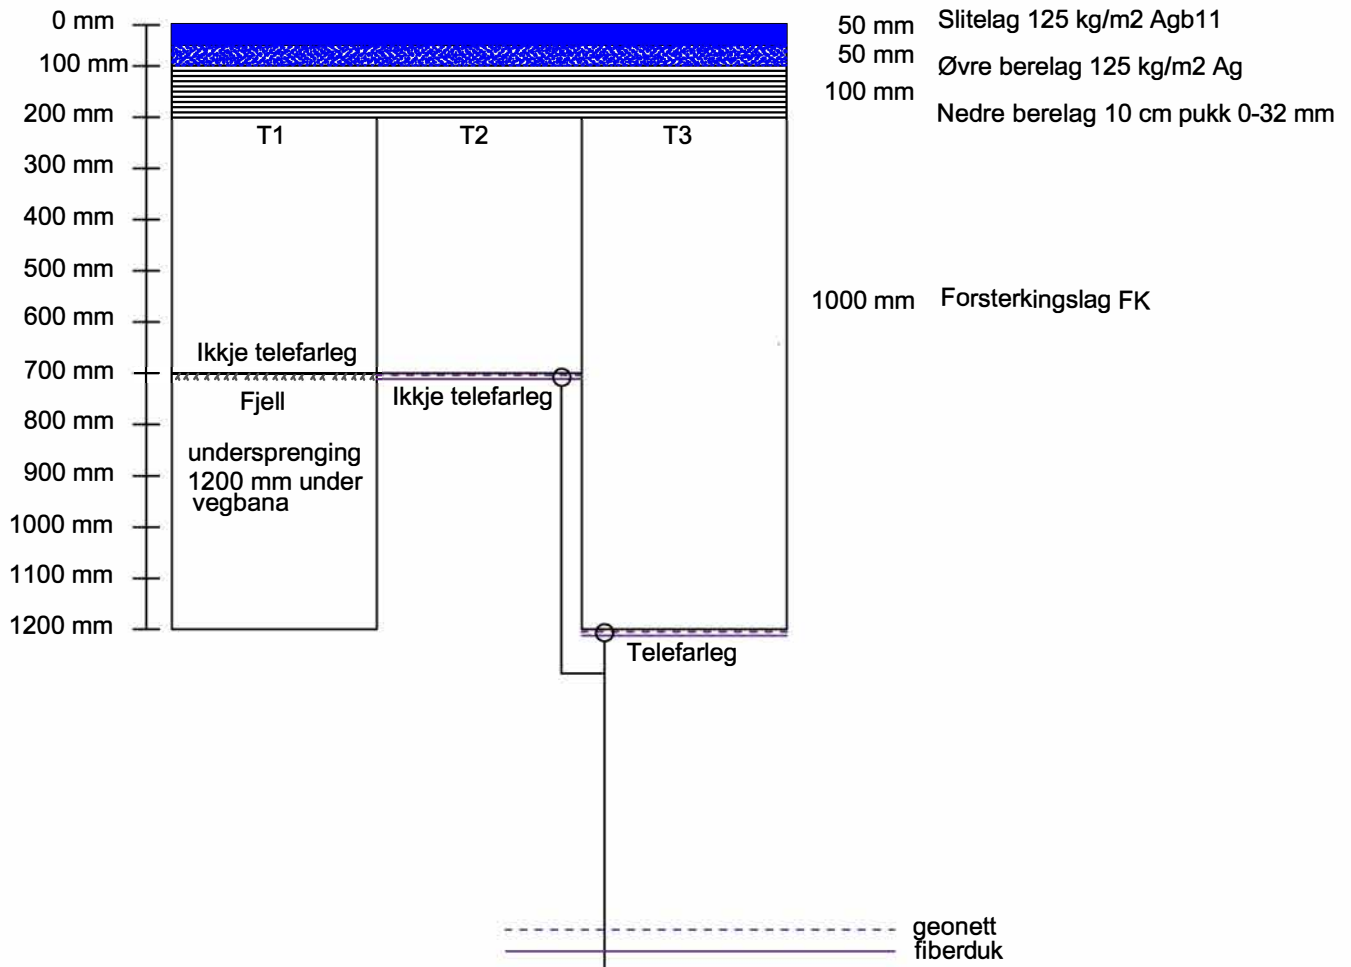 0 mm
100 mm
200 mm
300 mm
400 mm
500 mm
600 mm
700 mm
800 mm
900 mm
1000 mm
1100 mm
1200 mm
50 mm
Slitelag 125 kg/m2 Agb11
50 mm
Øvre berelag 125 kg/m2 Ag
100 mm
Nedre berelag 10 cm pukk 0-32 mm
T1
T2
T3
1000 mm
Forsterkingslag FK
Ikkje telefarleg
Fjell
undersprenging
1200 mm under
vegbana
Ikkje telefarleg
Telefarleg
geonett
fiberduk